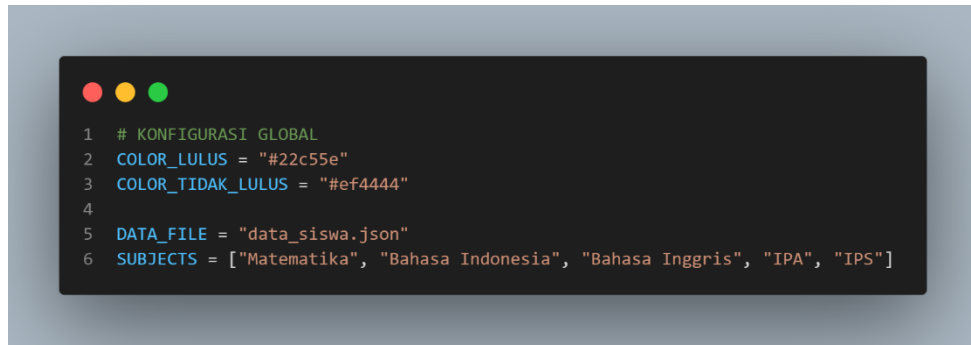 1 # KONFIGURASI GLOBAL
2 COLOR_LULUS = "#22c55e"
3 COLOR_TIDAK_LULUS = "#ef4444"
4
5 DATA_FILE = "data_siswa.json"
6 SUBJECTS = ["Matematika", "Bahasa Indonesia", "Bahasa Inggris", "IPA", "IPS"]